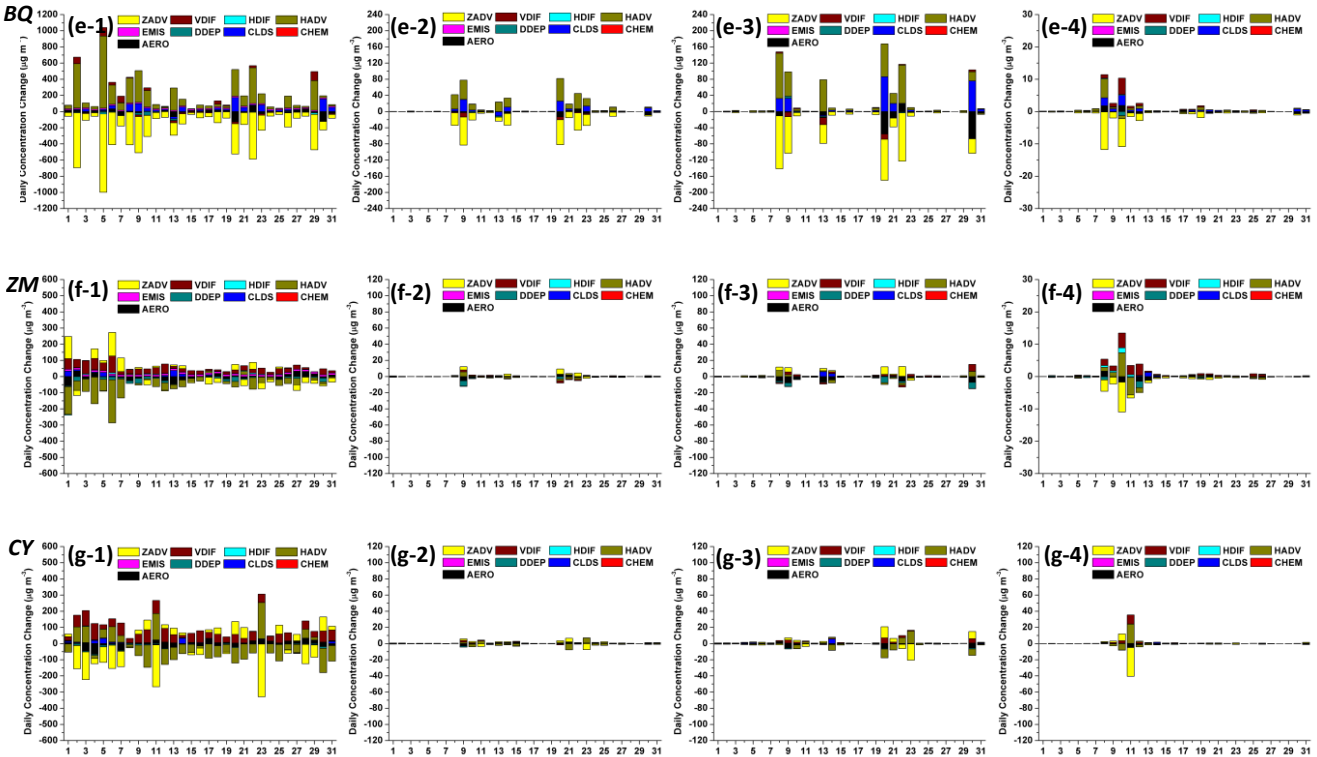 BQ
(e-1)
ZADV VDIF HDIF HADV
EMIS DDEP CLDS CHEM
AERO
Daily Concentration Change (μg m⁻³)
1200
1000
800
600
400
200
0
-200
-400
-600
-800
-1000
-1200
1 3 5 7 9 11 13 15 17 19 21 23 25 27 29 31
(e-2)
ZADV VDIF HDIF HADV
EMIS DDEP CLDS CHEM
AERO
Daily Concentration Change (μg m⁻³)
240
200
160
120
80
40
0
-40
-80
-120
-160
-200
-240
1 3 5 7 9 11 13 15 17 19 21 23 25 27 29 31
(e-3)
ZADV VDIF HDIF HADV
EMIS DDEP CLDS CHEM
AERO
Daily Concentration Change (μg m⁻³)
240
200
160
120
80
40
0
-40
-80
-120
-160
-200
-240
1 3 5 7 9 11 13 15 17 19 21 23 25 27 29 31
(e-4)
ZADV VDIF HDIF HADV
EMIS DDEP CLDS CHEM
AERO
Daily Concentration Change (μg m⁻³)
30
20
10
0
-10
-20
-30
1 3 5 7 9 11 13 15 17 19 21 23 25 27 29 31
ZM
(f-1)
ZADV VDIF HDIF HADV
EMIS DDEP CLDS CHEM
AERO
Daily Concentration Change (μg m⁻³)
600
500
400
300
200
100
0
-100
-200
-300
-400
-500
-600
1 3 5 7 9 11 13 15 17 19 21 23 25 27 29 31
(f-2)
ZADV VDIF HDIF HADV
EMIS DDEP CLDS CHEM
AERO
Daily Concentration Change (μg m⁻³)
120
100
80
60
40
20
0
-20
-40
-60
-80
-100
-120
1 3 5 7 9 11 13 15 17 19 21 23 25 27 29 31
(f-3)
ZADV VDIF HDIF HADV
EMIS DDEP CLDS CHEM
AERO
Daily Concentration Change (μg m⁻³)
120
100
80
60
40
20
0
-20
-40
-60
-80
-100
-120
1 3 5 7 9 11 13 15 17 19 21 23 25 27 29 31
(f-4)
ZADV VDIF HDIF HADV
EMIS DDEP CLDS CHEM
AERO
Daily Concentration Change (μg m⁻³)
30
20
10
0
-10
-20
-30
1 3 5 7 9 11 13 15 17 19 21 23 25 27 29 31
CY
(g-1)
ZADV VDIF HDIF HADV
EMIS DDEP CLDS CHEM
AERO
Daily Concentration Change (μg m⁻³)
600
500
400
300
200
100
0
-100
-200
-300
-400
-500
-600
1 3 5 7 9 11 13 15 17 19 21 23 25 27 29 31
(g-2)
ZADV VDIF HDIF HADV
EMIS DDEP CLDS CHEM
AERO
Daily Concentration Change (μg m⁻³)
120
100
80
60
40
20
0
-20
-40
-60
-80
-100
-120
1 3 5 7 9 11 13 15 17 19 21 23 25 27 29 31
(g-3)
ZADV VDIF HDIF HADV
EMIS DDEP CLDS CHEM
AERO
Daily Concentration Change (μg m⁻³)
120
100
80
60
40
20
0
-20
-40
-60
-80
-100
-120
1 3 5 7 9 11 13 15 17 19 21 23 25 27 29 31
(g-4)
ZADV VDIF HDIF HADV
EMIS DDEP CLDS CHEM
AERO
Daily Concentration Change (μg m⁻³)
120
100
80
60
40
20
0
-20
-40
-60
-80
-100
-120
1 3 5 7 9 11 13 15 17 19 21 23 25 27 29 31